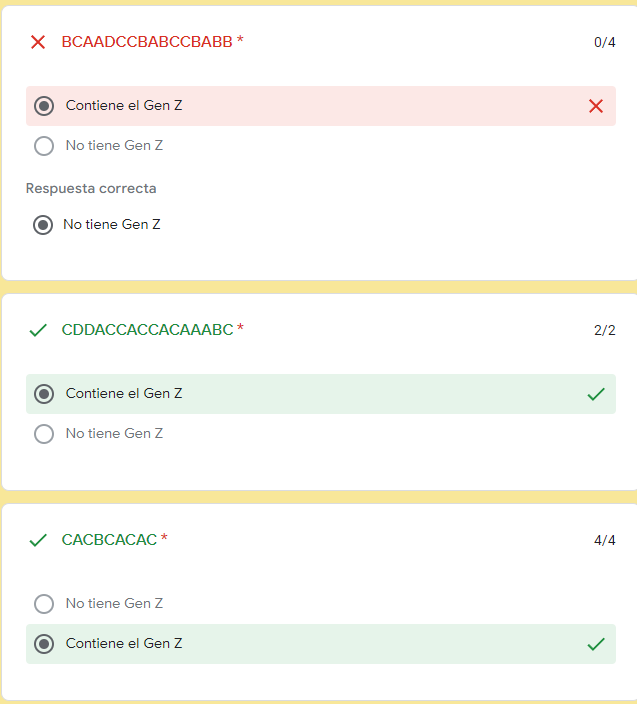 BCAADCCBABCCBABB *
0/4
Contiene el Gen Z
No tiene Gen Z
Respuesta correcta
No tiene Gen Z
CDDACCACCACAAABC *
2/2
Contiene el Gen Z
No tiene Gen Z
CACBCACAC *
4/4
No tiene Gen Z
Contiene el Gen Z